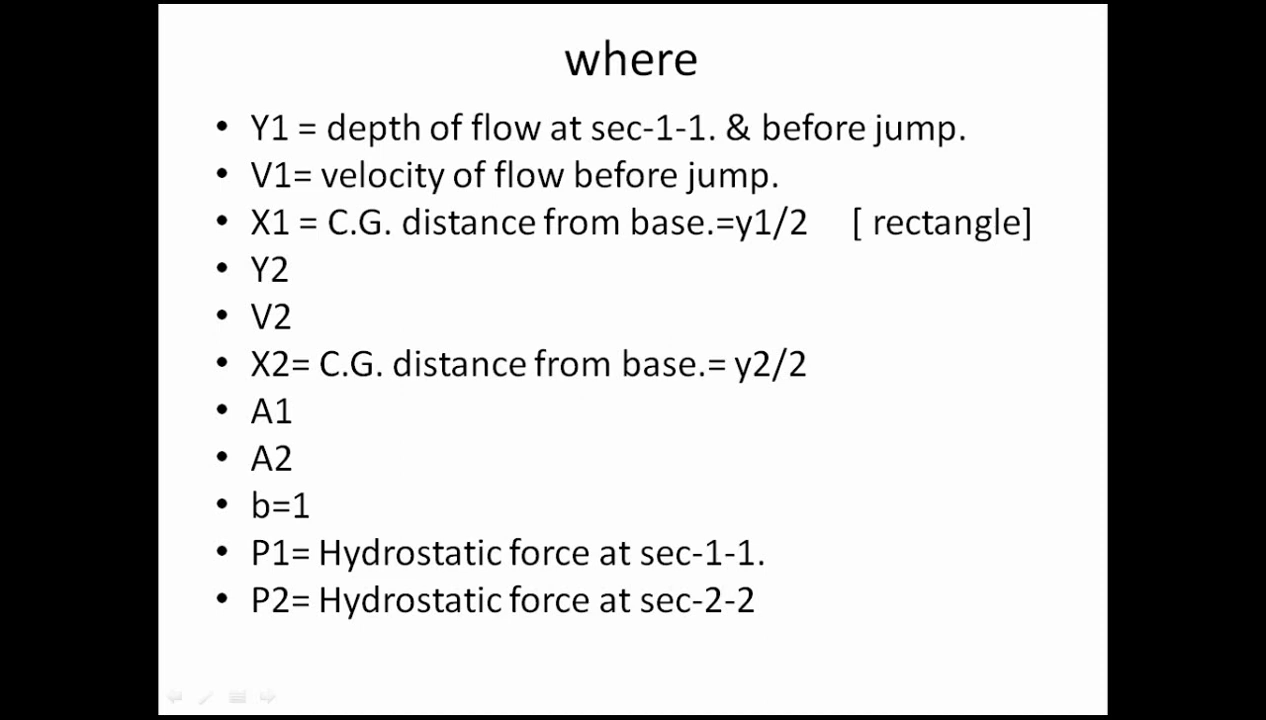 where
• Y1 = depth of flow at sec-1-1. & before jump.
• V1= velocity of flow before jump.
• X1 = C.G. distance from base.=y1/2 [ rectangle]
• Y2
• V2
• X2= C.G. distance from base.= y2/2
• A1
• A2
• b=1
• P1= Hydrostatic force at sec-1-1.
• P2= Hydrostatic force at sec-2-2